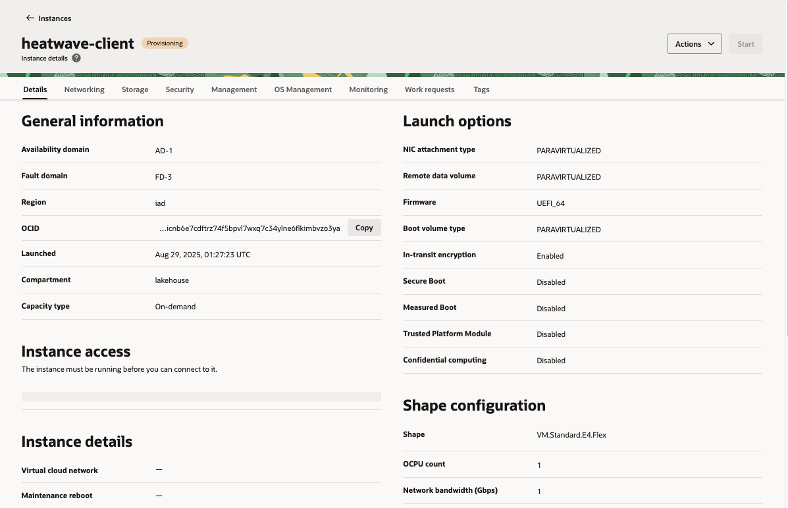 ← Instances
heatwave-client Provisioning
Actions Start
Instance details ?
Details Networking Storage Security Management OS Management Monitoring Work requests Tags
General information
Availability domain AD-1
Fault domain FD-3
Region iad
OCID ...icnb6e7cdftrz74f5bpvl7wxq7c34ylne6flkimbvzo3ya Copy
Launched Aug 29, 2025, 01:27:23 UTC
Compartment lakehouse
Capacity type On-demand
Instance access
The instance must be running before you can connect to it.
Instance details
Virtual cloud network —
Maintenance reboot —
Launch options
NIC attachment type PARAVIRTUALIZED
Remote data volume PARAVIRTUALIZED
Firmware UEFI_64
Boot volume type PARAVIRTUALIZED
In-transit encryption Enabled
Secure Boot Disabled
Measured Boot Disabled
Trusted Platform Module Disabled
Confidential computing Disabled
Shape configuration
Shape VM.Standard.E4.Flex
OCPU count 1
Network bandwidth (Gbps) 1